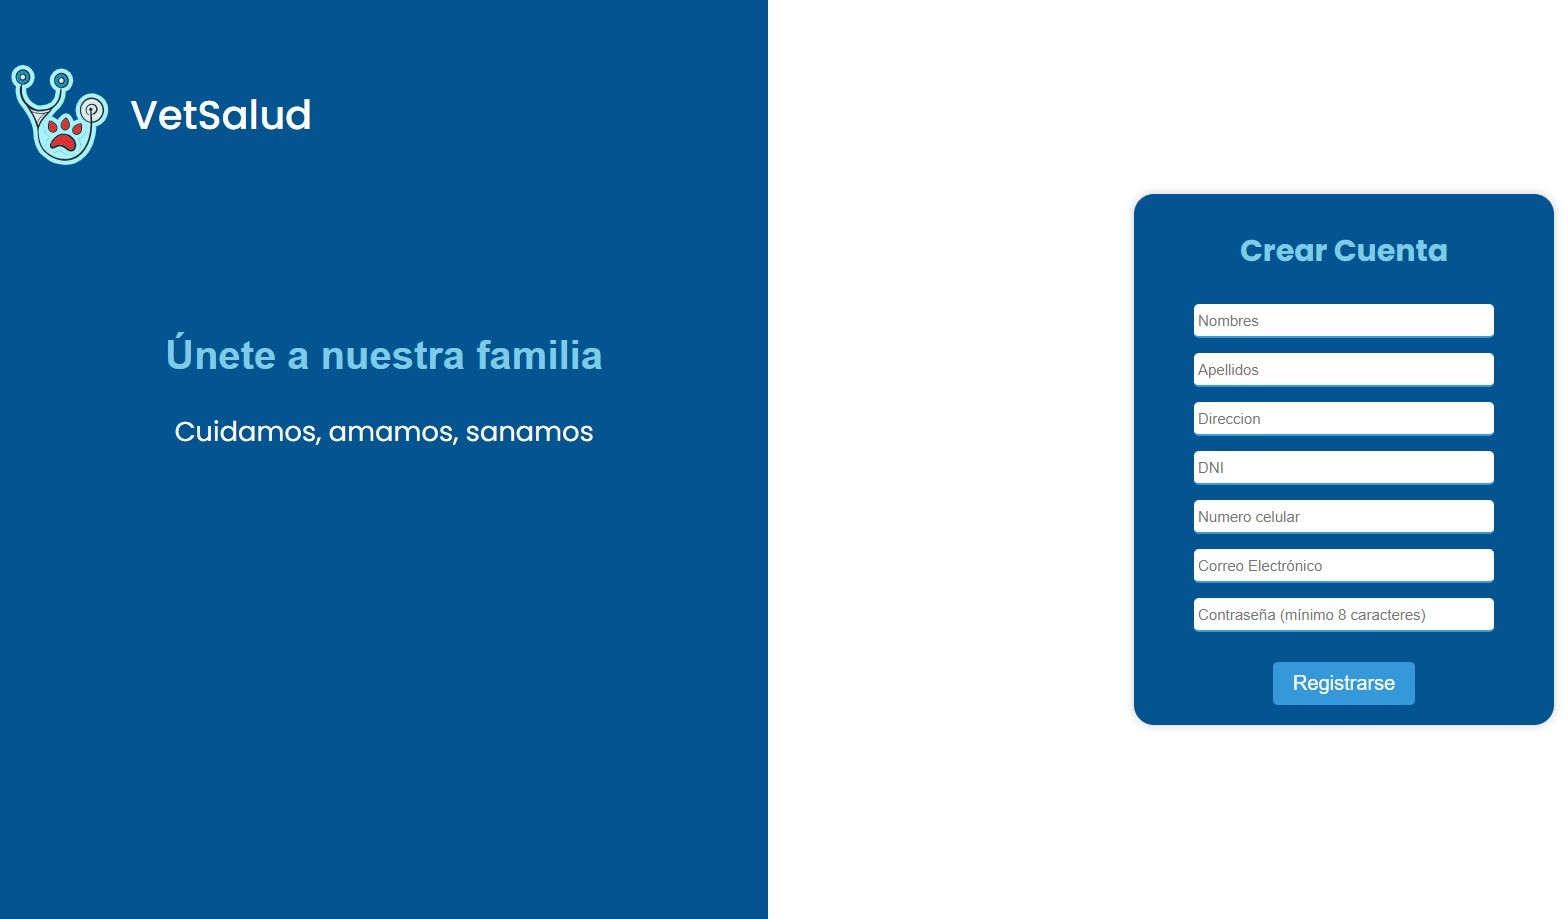 VetSalud
Únete a nuestra familia
Cuidamos, amamos, sanamos
Crear Cuenta
Nombres
Apellidos
Direccion
DNI
Numero celular
Correo Electrónico
Contraseña (mínimo 8 caracteres)
Registrarse